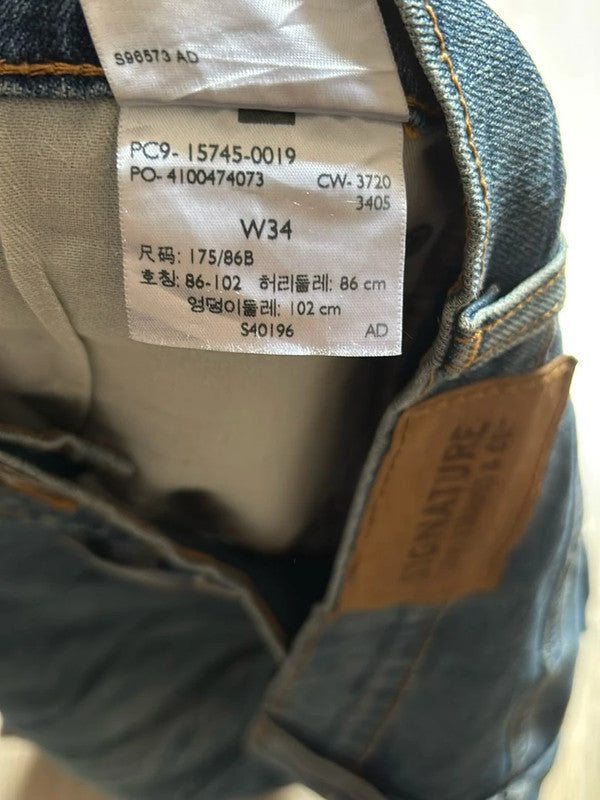 S98573 AD
PC9- 15745-0019
PO- 4100474073 CW- 3720
3405
W34
尺码: 175/86B
호칭: 86-102 허리둘레: 86 cm
엉덩이둘레: 102 cm
S40196 AD
SIGNATURE